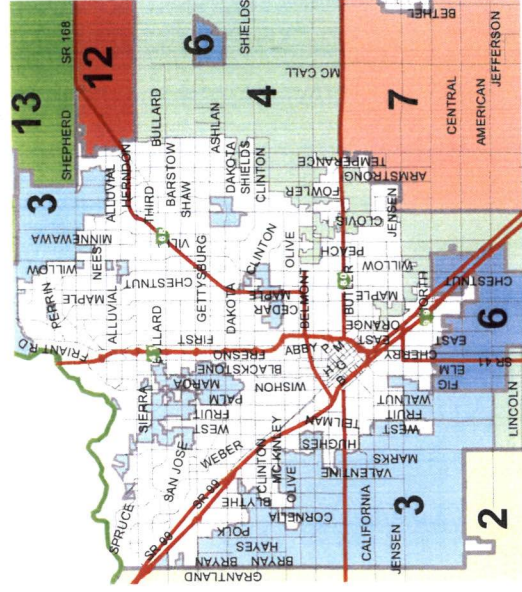 13
12
SR 168
SHEPHERD
3
6
SHIELDS
BETHEL
4
MC CALL
7
CENTRAL
AMERICAN
JEFFERSON
ALLUVIAL
HERNDON
BULLARD
THIRD
BARSTOW
SHAW
ASHLAN
DAKOTA
SHIELDS
CLINTON
TEMPERANCE
ARMSTRONG
FOWLER
CLOVIS
JENSEN
MINNEWAWA
WILLOW
NEES
VILLA
PEACH
OLIVE
WILLOW
CHESTNUT
GETTYSBURG
CLINTON
MAPLE
PERRIN
MAPLE
CEDAR
BELMONT
BUTLER
MAPLE
ORANGE
NORTH
CHESTNUT
ALLUVIAL
DAKOTA
FRIANT RD
BULLARD
FIRST
FRESNO
ABBY
BLACKSTONE
EAST
CHERRY
EAST
6
MAROA
PALM
FRUIT
WEST
WISHON
P
M
H
O
B
ELM
FIG
SR 41
SIERRA
TEILMAN
WALNUT
FRUIT
WEST
LINCOLN
SAN JOSE
WEBER
MC KINLEY
CLINTON
OLIVE
HUGHES
VALENTINE
MARKS
SPRUCE
SR-99
SR-99
BLYTHE
CORNELIA
POLK
HAYES
BRYAN
BRYAN
GRANTLAND
CALIFORNIA
JENSEN
3
2